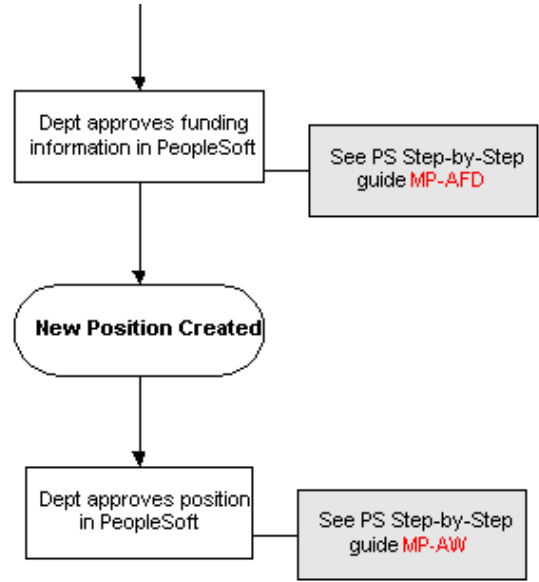 Dept approves funding
information in PeopleSoft
See PS Step-by-Step
guide MP-AFD
New Position Created
Dept approves position
in PeopleSoft
See PS Step-by-Step
guide MP-AW